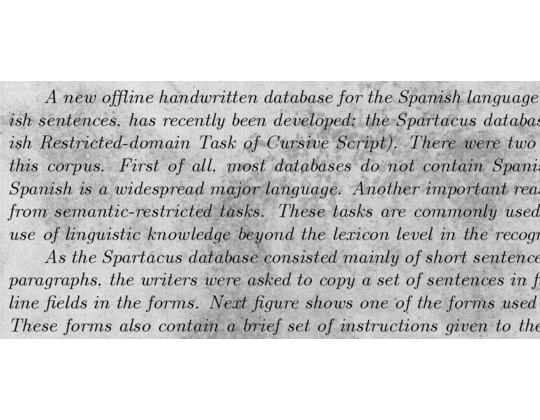 A new offline handwritten database for the Spanish language
ish sentences, has recently been developed: the Spartacus databas
ish Restricted-domain Task of Cursive Script). There were two
this corpus. First of all, most databases do not contain Spani
Spanish is a widespread major language. Another important rea
from semantic-restricted tasks. These tasks are commonly used
use of linguistic knowledge beyond the lexicon level in the recogn
As the Spartacus database consisted mainly of short sentence
paragraphs, the writers were asked to copy a set of sentences in f
line fields in the forms. Next figure shows one of the forms used
These forms also contain a brief set of instructions given to the